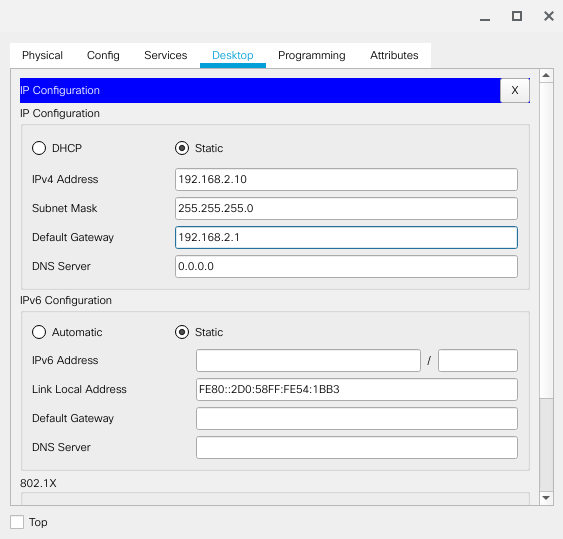 Physical Config Services Desktop Programming Attributes
IP Configuration X
IP Configuration
DHCP Static
IPv4 Address 192.168.2.10
Subnet Mask 255.255.255.0
Default Gateway 192.168.2.1
DNS Server 0.0.0.0
IPv6 Configuration
Automatic Static
IPv6 Address /
Link Local Address FE80::2D0:58FF:FE54:1BB3
Default Gateway
DNS Server
802.1X
Top